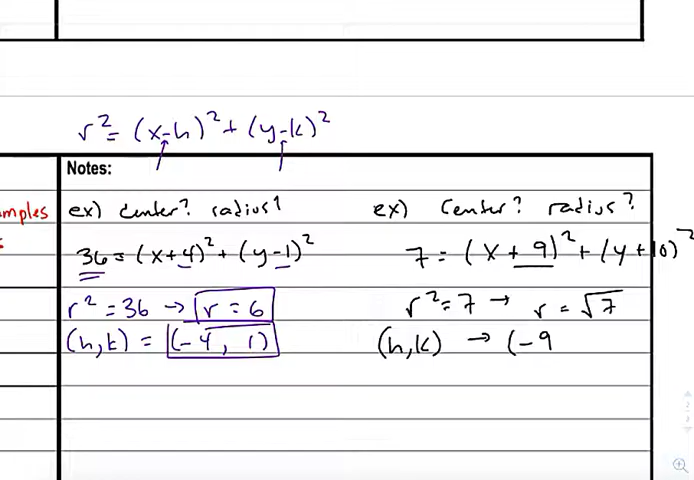 r² = (x-h)² + (y-k)²
Notes:
amples
ex) center? radius?
36 = (x+4)² + (y-1)²
r² = 36 → r = 6
(h,k) = (-4, 1)
ex) Center? radius?
7 = (x + 9)² + (y + 10)²
r² = 7 → r = √7
(h,k) → (-9